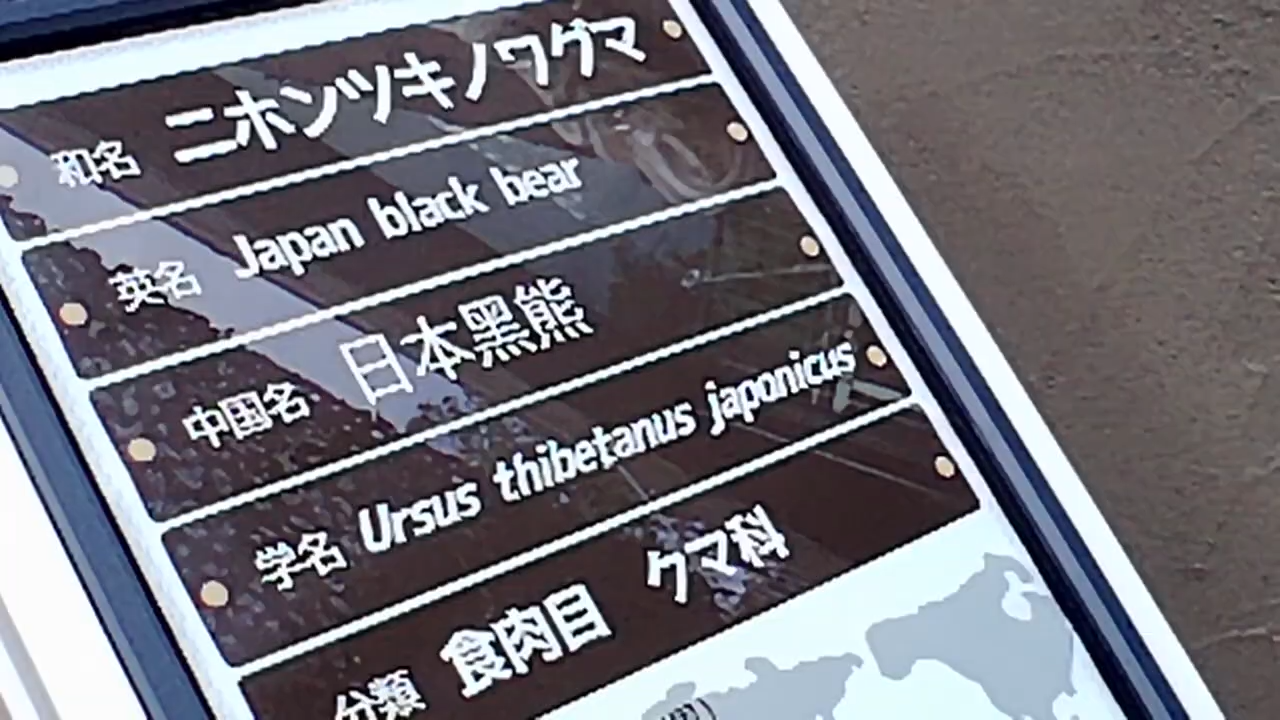 和名 ニホンツキノワグマ
英名 Japan black bear
中国名 日本黑熊
学名 Ursus thibetanus japonicus
分類 食肉目 クマ科